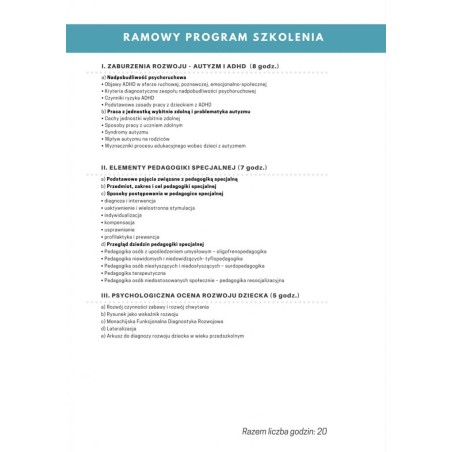 RAMOWY PROGRAM SZKOLENIA
I. ZABURZENIA ROZWOJU - AUTYZM I ADHD (8 godz.)
a) Nadpobudliwość psychoruchowa
• Objawy ADHD w sferze ruchowej, poznawczej, emocjonalno-społecznej
• Kryteria diagnostyczne zespołu nadpobudliwości psychoruchowej
• Czynniki ryzyka ADHD
• Podstawowe zasady pracy z dzieckiem z ADHD
b) Praca z jednostką wybitnie zdolną i problematyka autyzmu
• Cechy jednostki wybitnie zdolnej
• Sposoby pracy z uczniem zdolnym
• Syndromy autyzmu
• Wpływ autyzmu na rodziców
• Wyznaczniki procesu edukacyjnego wobec dzieci z autyzmem
II. ELEMENTY PEDAGOGIKI SPECJALNEJ (7 godz.)
a) Podstawowe pojęcia związane z pedagogiką specjalną
b) Przedmiot, zakres i cel pedagogiki specjalnej
c) Sposoby postępowania w pedagogice specjalnej
• diagnoza i interwencja
• uaktywnienie i wielostronna stymulacja
• indywidualizacja
• kompensacja
• usprawnianie
• profilaktyka i prewencja
d) Przegląd dziedzin pedagogiki specjalnej
• Pedagogika osób z upośledzeniem umysłowym – oligofrenopedagogika
• Pedagogika niewidomych i niedowidzących- tyflopedagogika
• Pedagogika osób niesłyszących i niedosłyszących - surdopedagogika
• Pedagogika terapeutyczna
• Pedagogika osób niedostosowanych społecznie - pedagogika resocjalizacyjna
III. PSYCHOLOGICZNA OCENA ROZWOJU DZIECKA (5 godz.)
a) Rozwój czynności zabawy i rozwój chwytania
b) Rysunek jako wskaźnik rozwoju
c) Monachijska Funkcjonalna Diagnostyka Rozwojowa
d) Lateralizacja
e) Arkusz do diagnozy rozwoju dziecka w wieku przedszkolnym
Razem liczba godzin: 20